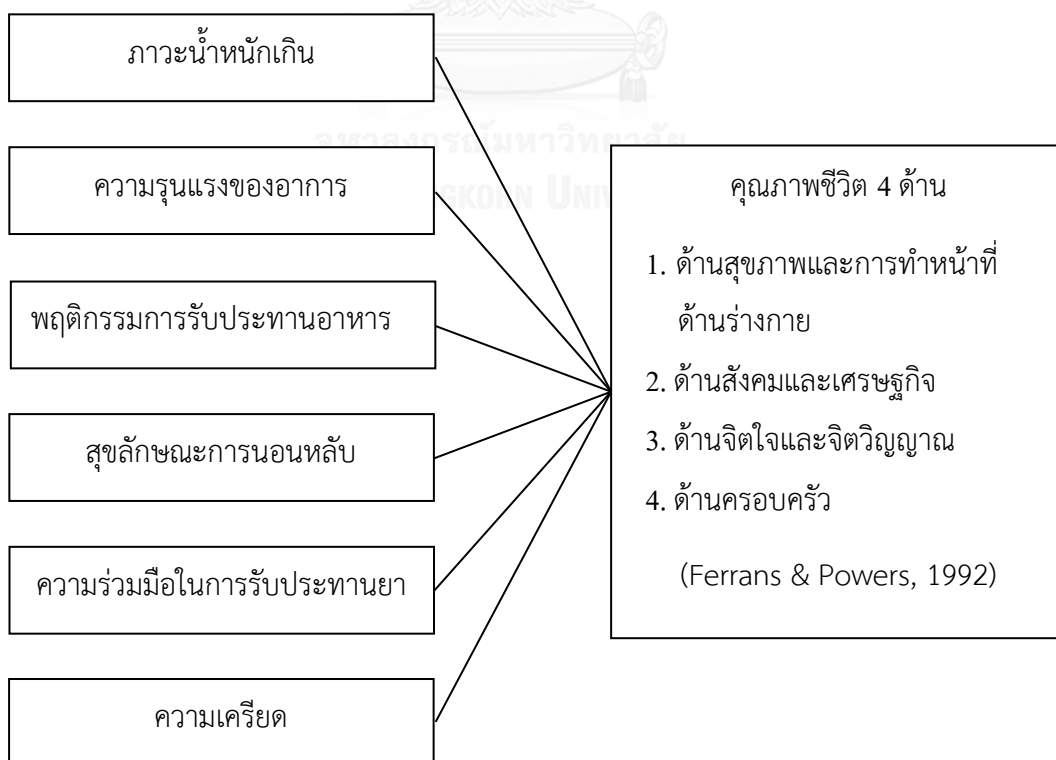 ภาวะน้ำหนักเกิน
ความรุนแรงของอาการ
พฤติกรรมการรับประทานอาหาร
สุขลักษณะการนอนหลับ
ความร่วมมือในการรับประทานยา
ความเครียด
คุณภาพชีวิต 4 ด้าน
1. ด้านสุขภาพและการทำหน้าที่
ด้านร่างกาย
2. ด้านสังคมและเศรษฐกิจ
3. ด้านจิตใจและจิตวิญญาณ
4. ด้านครอบครัว
(Ferrans & Powers, 1992)